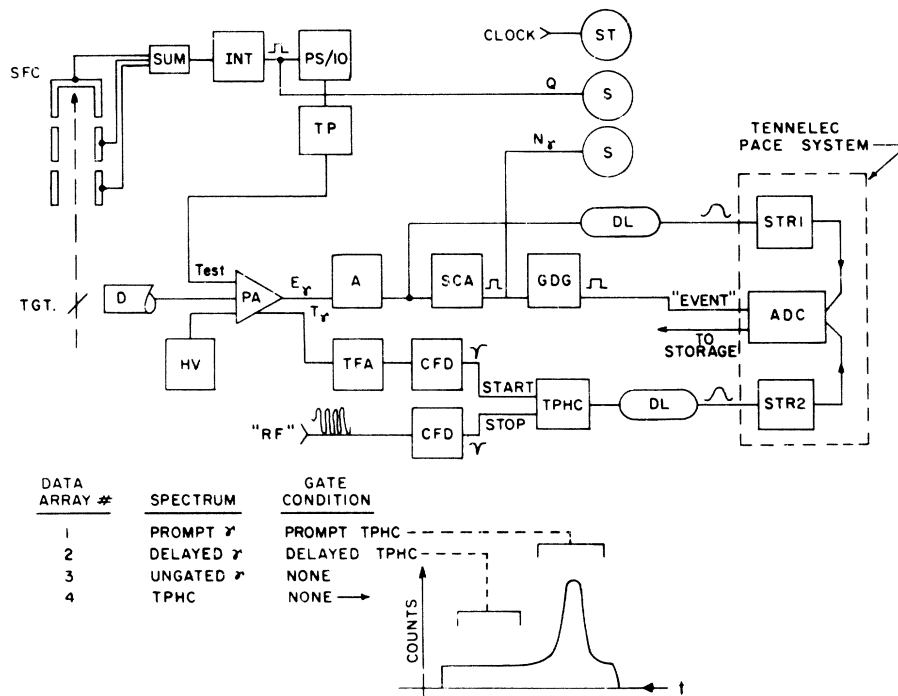 CLOCK
ST
SFC
SUM
INT
PS/10
Q
S
TP
Nγ
S
TENNELEC
PACE SYSTEM
DL
STR1
Test
Eγ
A
SCA
GDG
"EVENT"
ADC
TGT.
D
PA
Tγ
TO
STORAGE
HV
TFA
CFD
START
TPHC
DL
STR2
"RF"
CFD
STOP
DATA
ARRAY # SPECTRUM GATE CONDITION
1 PROMPT γ PROMPT TPHC
2 DELAYED γ DELAYED TPHC
3 UNGATED γ NONE
4 TPHC NONE
COUNTS
t